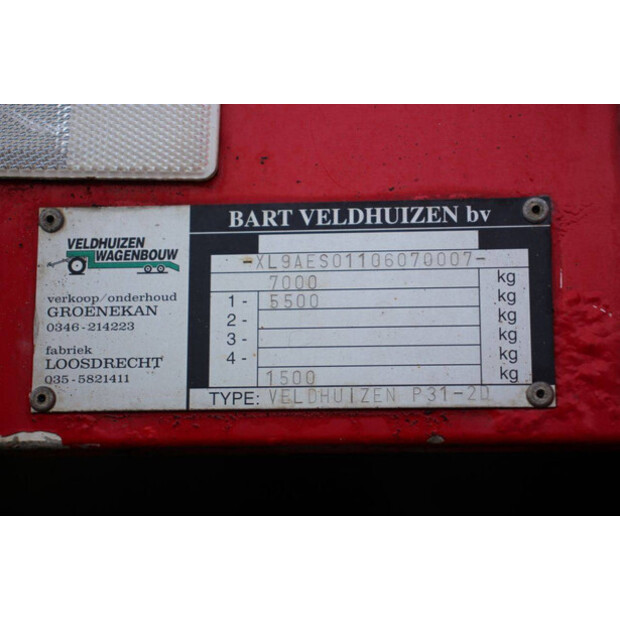 BART VELDHUIZEN bv
VELDHUIZEN
WAGENBOUW
verkoop/onderhoud
GROENEKAN
0346-214223
fabriek
LOOSDRECHT
035-5821411
-XL9AES01106070007-
7000 kg
1- 5500 kg
2- kg
3- kg
4- kg
1500 kg
TYPE: VELDHUIZEN P31-2D